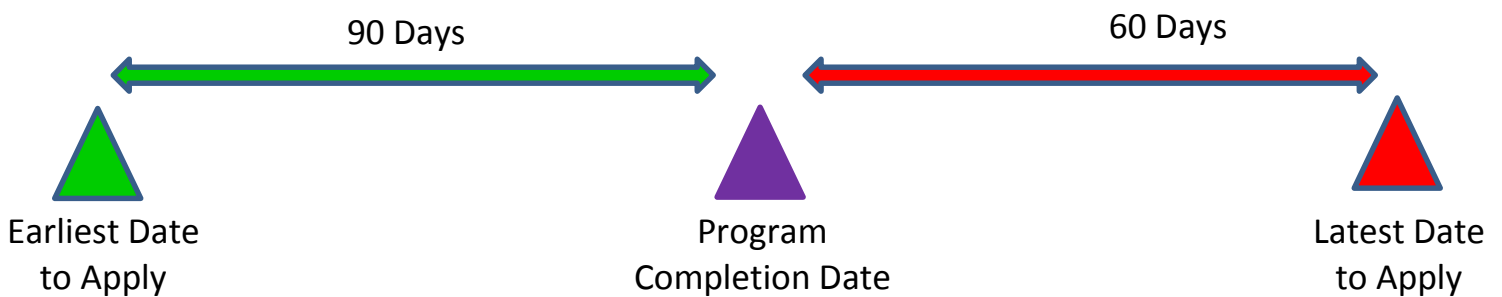 90 Days
60 Days
Earliest Date
to Apply
Program
Completion Date
Latest Date
to Apply